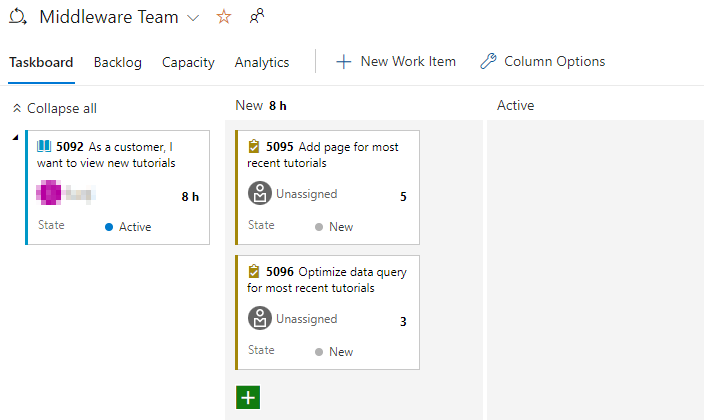 Middleware Team
Taskboard Backlog Capacity Analytics New Work Item Column Options
Collapse all
New 8 h
Active
5092 As a customer, I
want to view new tutorials
8 h
State Active
5095 Add page for most
recent tutorials
Unassigned 5
State New
5096 Optimize data query
for most recent tutorials
Unassigned 3
State New